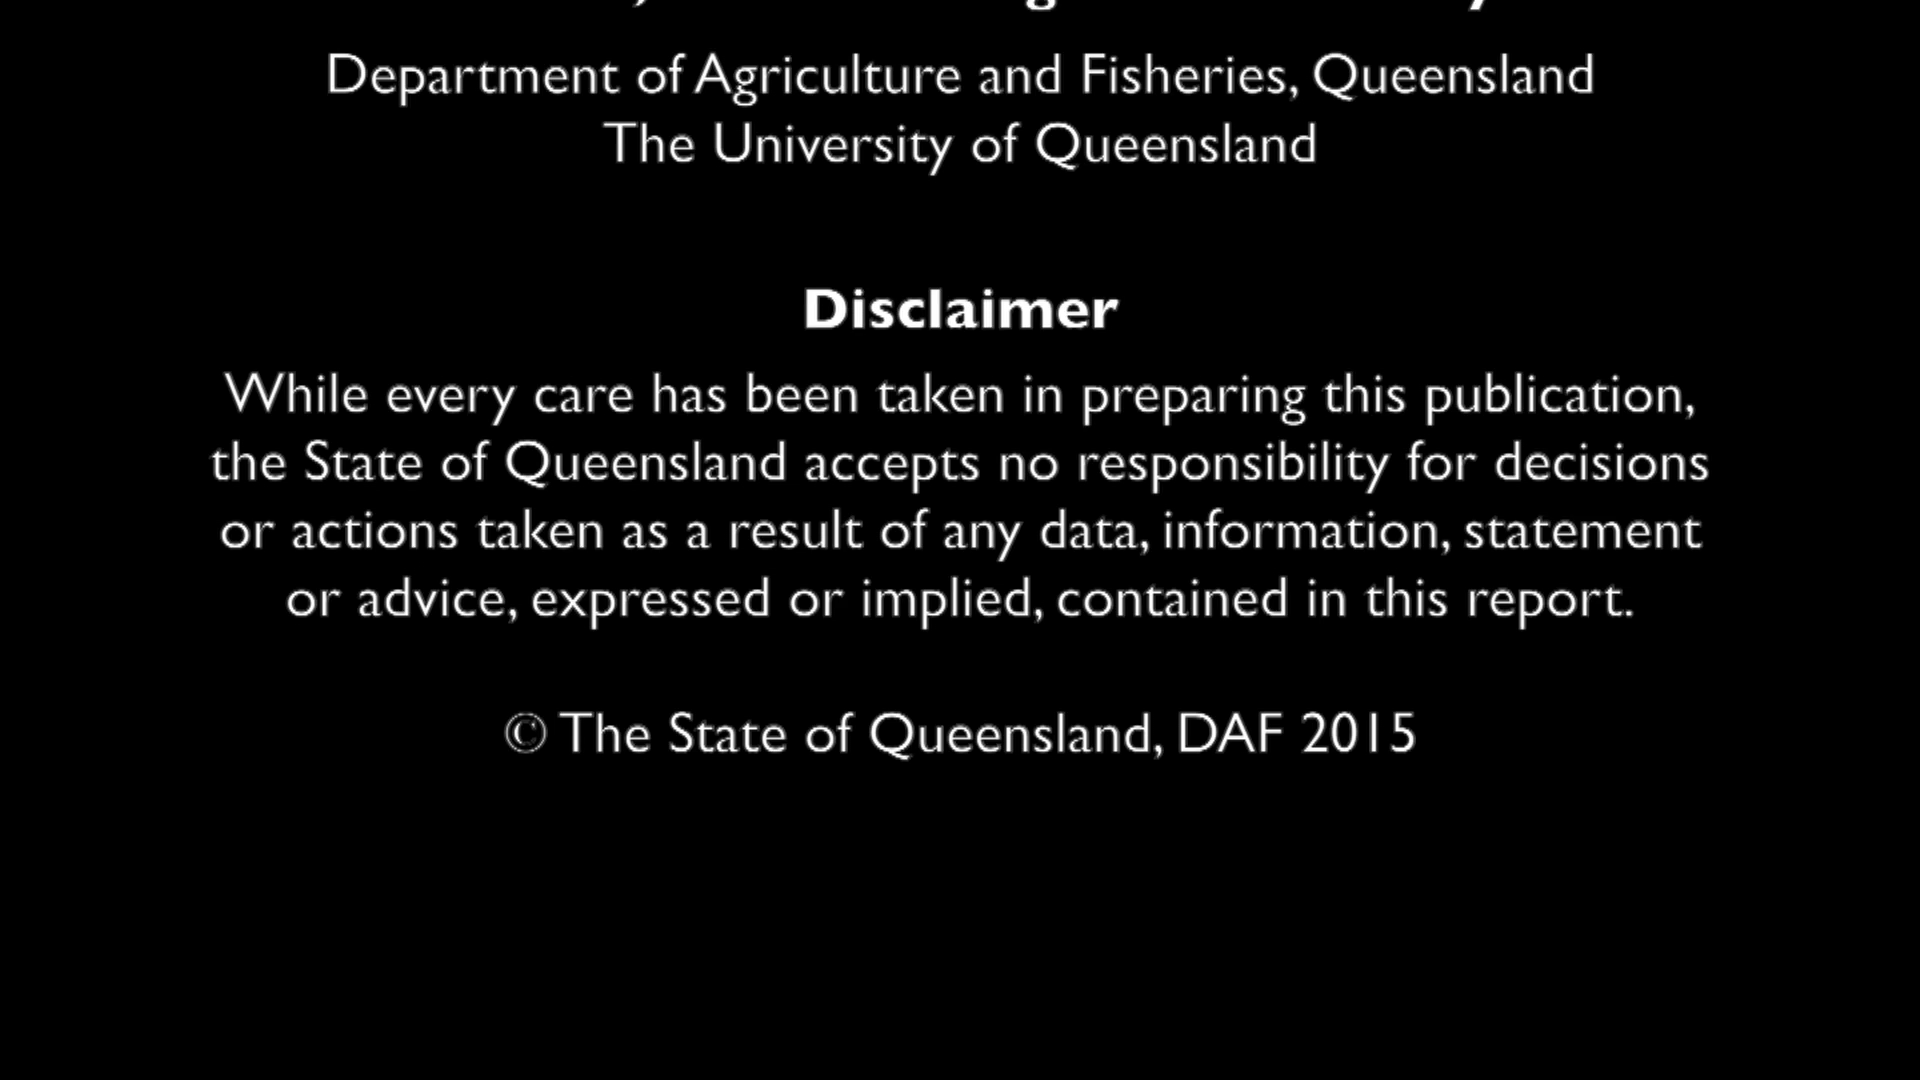 Department of Agriculture and Fisheries, Queensland
The University of Queensland
Disclaimer
While every care has been taken in preparing this publication,
the State of Queensland accepts no responsibility for decisions
or actions taken as a result of any data, information, statement
or advice, expressed or implied, contained in this report.
© The State of Queensland, DAF 2015